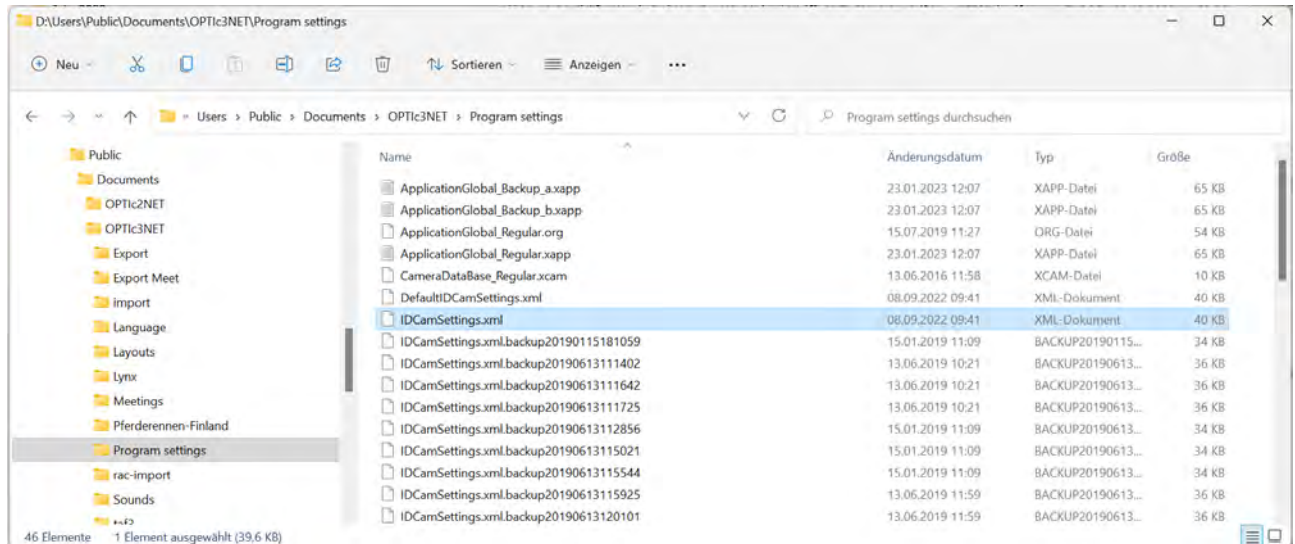 D:\Users\Public\Documents\OPTIc3NET\Program settings
Neu Sortieren Anzeigen ...
« Users > Public > Documents > OPTIc3NET > Program settings Program settings durchsuchen
Public
Documents
OPTIc2NET
OPTIc3NET
Export
Export Meet
import
Language
Layouts
Lynx
Meetings
Pferderennen-Finland
Program settings
rac-import
Sounds
Name Änderungsdatum Typ Größe
ApplicationGlobal_Backup_a.xapp 23.01.2023 12:07 XAPP-Datei 65 KB
ApplicationGlobal_Backup_b.xapp 23.01.2023 12:07 XAPP-Datei 65 KB
ApplicationGlobal_Regular.org 15.07.2019 11:27 ORG-Datei 54 KB
ApplicationGlobal_Regular.xapp 23.01.2023 12:07 XAPP-Datei 65 KB
CameraDataBase_Regular.xcam 13.06.2016 11:58 XCAM-Datei 10 KB
DefaultIDCamSettings.xml 08.09.2022 09:41 XML-Dokument 40 KB
IDCamSettings.xml 08.09.2022 09:41 XML-Dokument 40 KB
IDCamSettings.xml.backup20190115181059 15.01.2019 11:09 BACKUP20190115... 34 KB
IDCamSettings.xml.backup20190613111402 13.06.2019 10:21 BACKUP20190613... 36 KB
IDCamSettings.xml.backup20190613111642 13.06.2019 10:21 BACKUP20190613... 36 KB
IDCamSettings.xml.backup20190613111725 13.06.2019 10:21 BACKUP20190613... 36 KB
IDCamSettings.xml.backup20190613112856 15.01.2019 11:09 BACKUP20190613... 34 KB
IDCamSettings.xml.backup20190613115021 15.01.2019 11:09 BACKUP20190613... 34 KB
IDCamSettings.xml.backup20190613115544 15.01.2019 11:09 BACKUP20190613... 34 KB
IDCamSettings.xml.backup20190613115925 13.06.2019 11:59 BACKUP20190613... 36 KB
IDCamSettings.xml.backup20190613120101 13.06.2019 11:59 BACKUP20190613... 36 KB
46 Elemente 1 Element ausgewählt (39,6 KB)